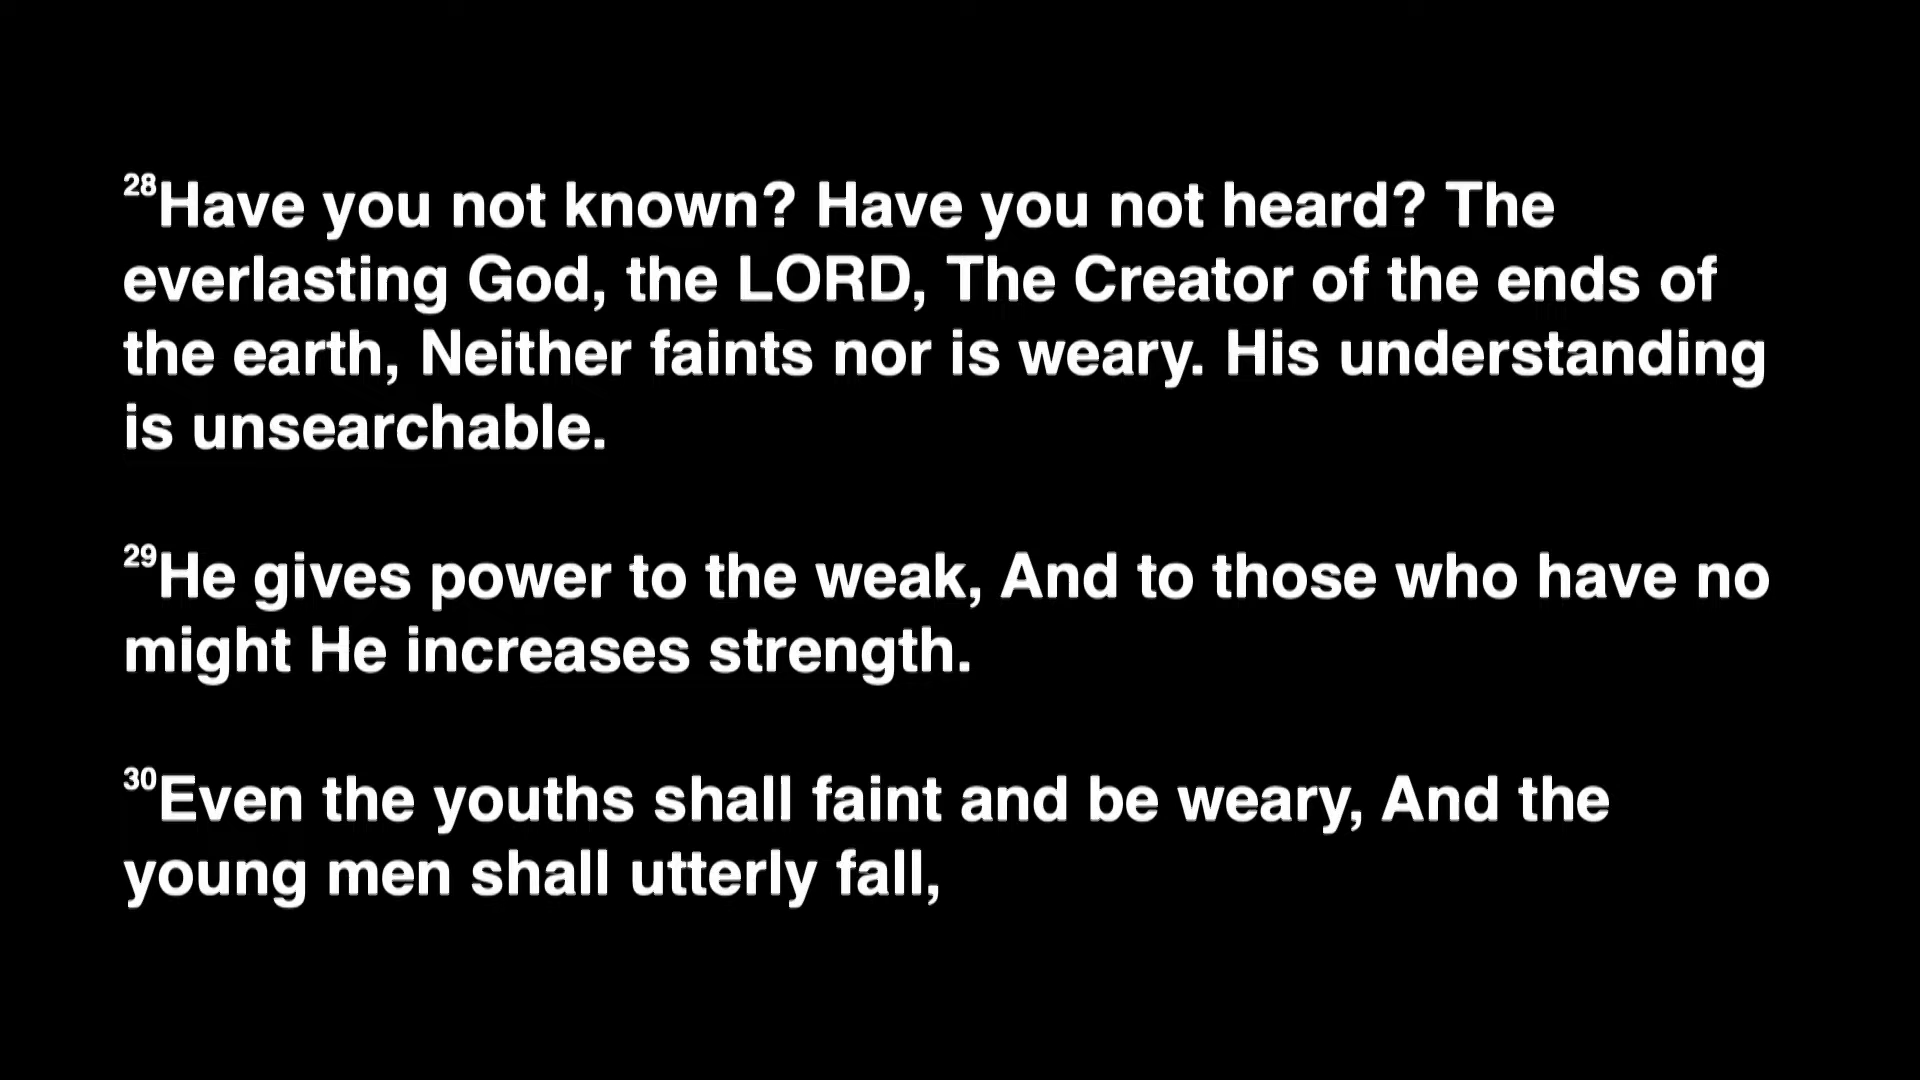 28Have you not known? Have you not heard? The
everlasting God, the LORD, The Creator of the ends of
the earth, Neither faints nor is weary. His understanding
is unsearchable.
29He gives power to the weak, And to those who have no
might He increases strength.
30Even the youths shall faint and be weary, And the
young men shall utterly fall,